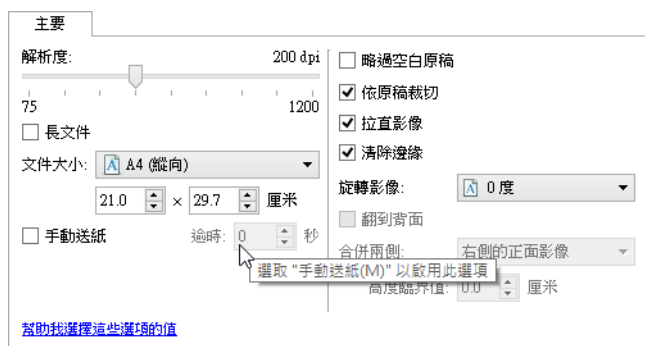 主要
解析度: 200 dpi
75 1200
長文件
文件大小: A4 (縱向)
21.0 × 29.7 厘米
手動送紙 逾時: 0 秒
幫助我選擇這些選項的值
略過空白原稿
依原稿裁切
拉直影像
清除邊緣
旋轉影像: 0 度
翻到背面
合併兩側: 右側的正面影像
選取 "手動送紙(M)" 以啟用此選項
高度臨界值: 0.0 厘米